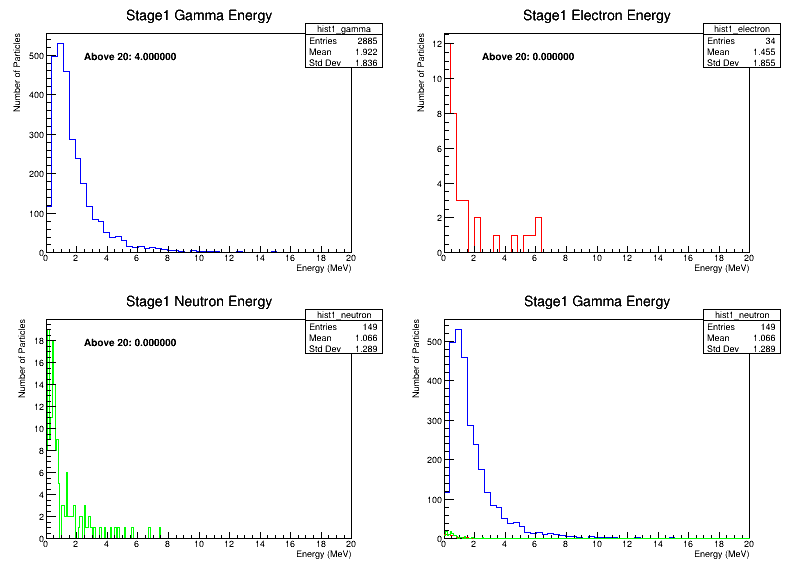 Stage1 Gamma Energy
hist1_gamma
Entries 2885
Mean 1.922
Std Dev 1.836
Above 20: 4.000000
Number of Particles
500
400
300
200
100
0
0 2 4 6 8 10 12 14 16 18 20
Energy (MeV)
Stage1 Electron Energy
hist1_electron
Entries 34
Mean 1.455
Std Dev 1.855
Above 20: 0.000000
Number of Particles
12
10
8
6
4
2
0
0 2 4 6 8 10 12 14 16 18 20
Energy (MeV)
Stage1 Neutron Energy
hist1_neutron
Entries 149
Mean 1.066
Std Dev 1.289
Above 20: 0.000000
Number of Particles
18
16
14
12
10
8
6
4
2
0
0 2 4 6 8 10 12 14 16 18 20
Energy (MeV)
Stage1 Gamma Energy
hist1_neutron
Entries 149
Mean 1.066
Std Dev 1.289
Number of Particles
500
400
300
200
100
0
0 2 4 6 8 10 12 14 16 18 20
Energy (MeV)